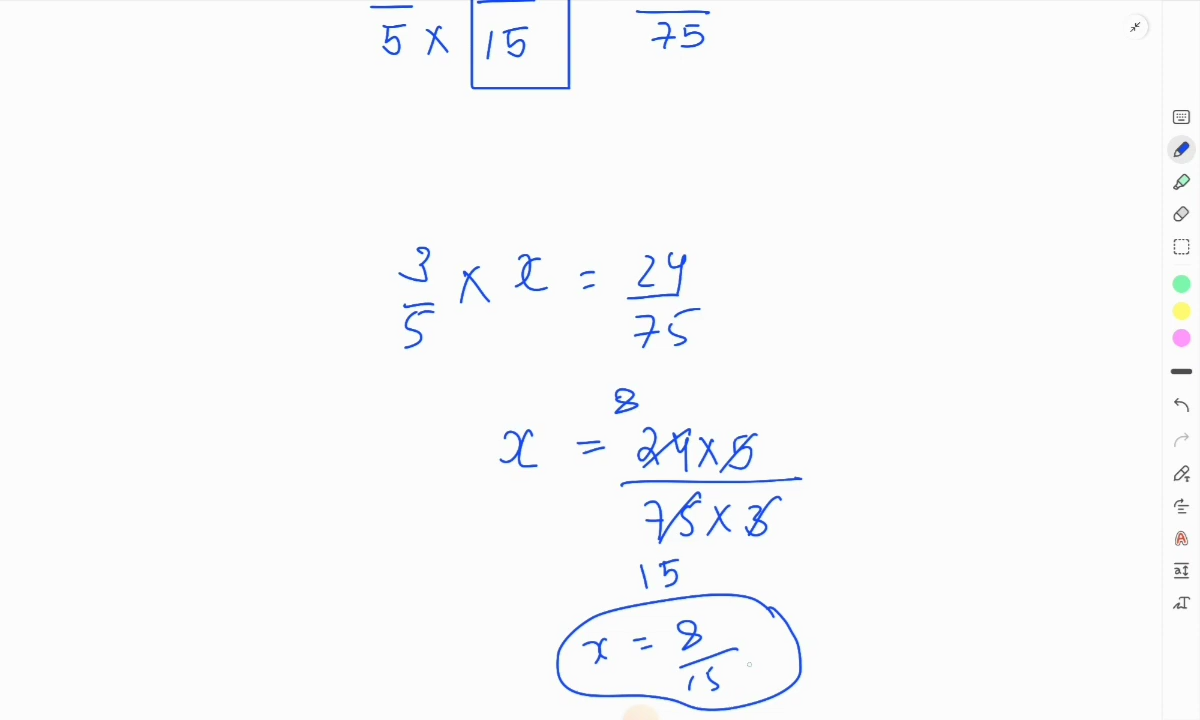 5 × 15 75
3/5 × x = 24/75
8
x = 24×5
75×3
15
x = 8/15